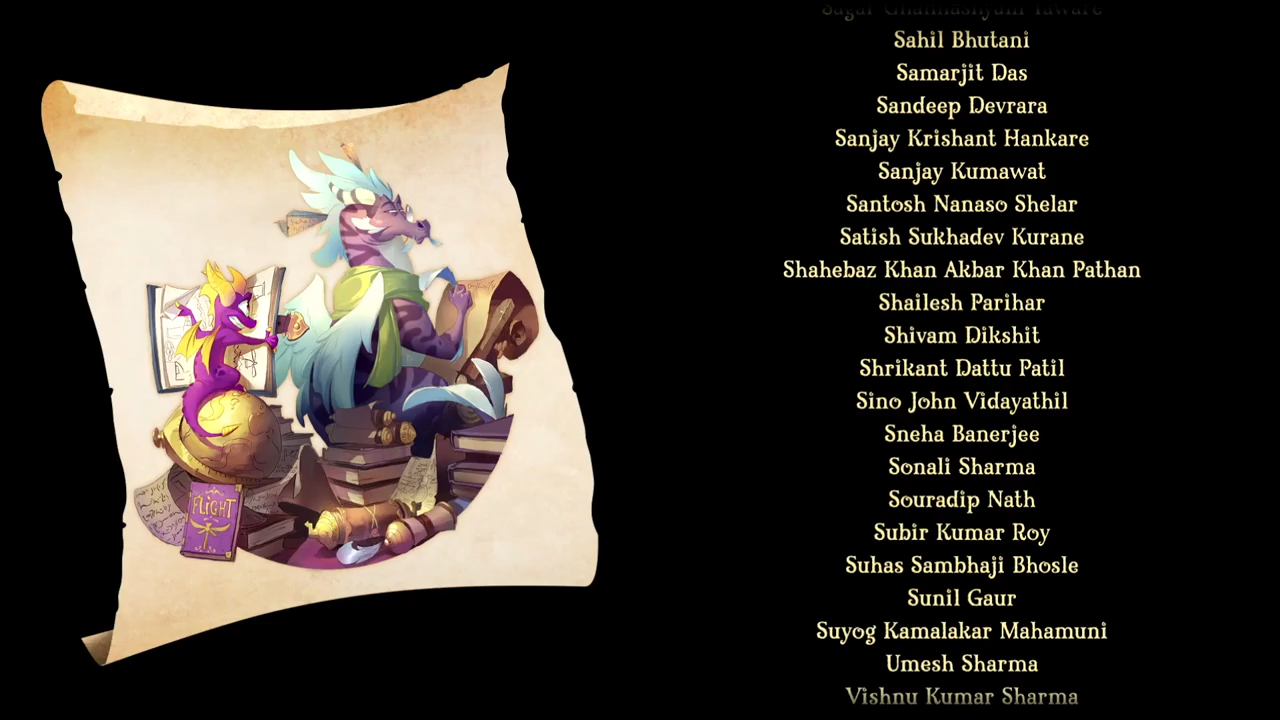 Sahil Bhutani
Samarjit Das
Sandeep Devrara
Sanjay Krishant Hankare
Sanjay Kumawat
Santosh Nanaso Shelar
Satish Sukhadev Kurane
Shahebaz Khan Akbar Khan Pathan
Shailesh Parihar
Shivam Dikshit
Shrikant Dattu Patil
Sino John Vidayathil
Sneha Banerjee
Sonali Sharma
Souradip Nath
Subir Kumar Roy
Suhas Sambhaji Bhosle
Sunil Gaur
Suyog Kamalakar Mahamuni
Umesh Sharma
Vishnu Kumar Sharma
FLIGHT